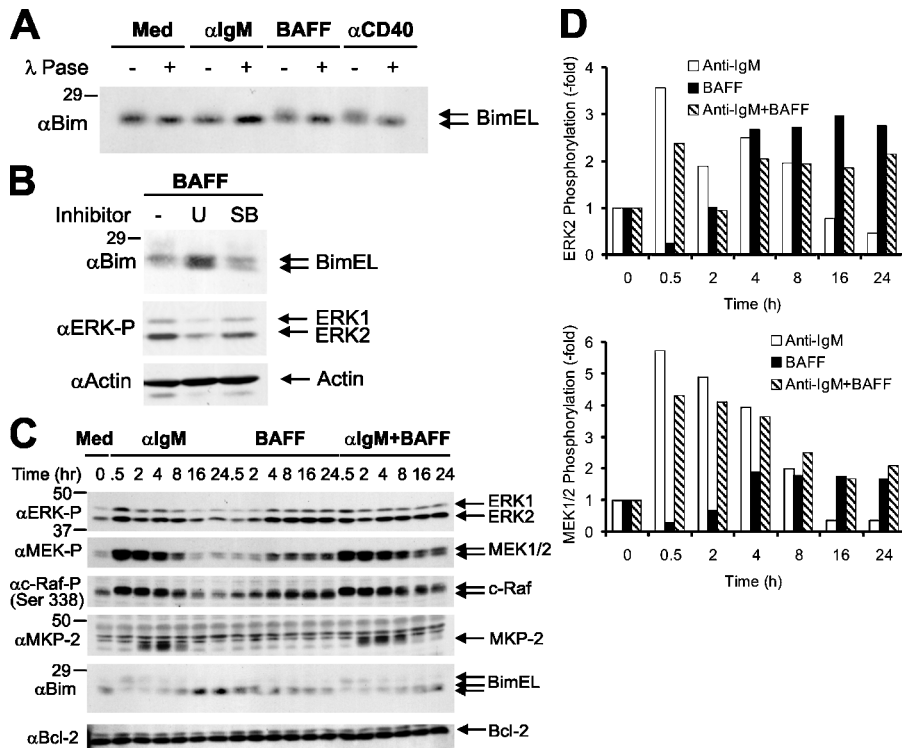 A
Med αIgM BAFF αCD40
λ Pase - + - + - + - +
29
αBim
BimEL
B
BAFF
Inhibitor - U SB
29
αBim
BimEL
αERK-P
ERK1
ERK2
αActin
Actin
C
Med αIgM BAFF αIgM+BAFF
Time (hr) 0 .5 2 4 8 16 24 .5 2 4 8 16 24 .5 2 4 8 16 24
50
αERK-P
37
ERK1
ERK2
αMEK-P
MEK1/2
αc-Raf-P
(Ser 338)
c-Raf
50
αMKP-2
MKP-2
29
αBim
BimEL
αBcl-2
Bcl-2
D
ERK2 Phosphorylation (-fold)
4
3
2
1
0
Anti-IgM
BAFF
Anti-IgM+BAFF
0 0.5 2 4 8 16 24
Time (h)
MEK1/2 Phosphorylation (-fold)
7
6
5
4
3
2
1
0
Anti-IgM
BAFF
Anti-IgM+BAFF
0 0.5 2 4 8 16 24
Time (h)